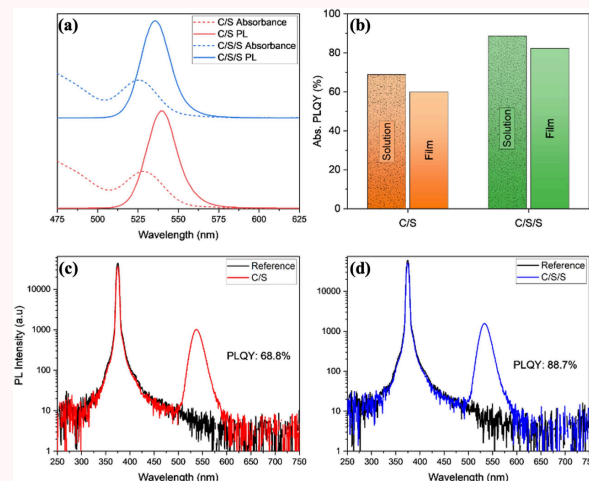 (a)
C/S Absorbance
C/S PL
C/S/S Absorbance
C/S/S PL
475 500 525 550 575 600 625
Wavelength (nm)
(b)
Abs. PLQY (%)
100
80
60
40
20
0
Solution
Film
Solution
Film
C/S C/S/S
(c)
Reference
C/S
PLQY: 68.8%
PL Intensity (a.u)
10000
1000
100
10
1
250 300 350 400 450 500 550 600 650 700 750
Wavelength (nm)
(d)
Reference
C/S/S
PLQY: 88.7%
10000
1000
100
10
1
250 300 350 400 450 500 550 600 650 700 750
Wavelength (nm)